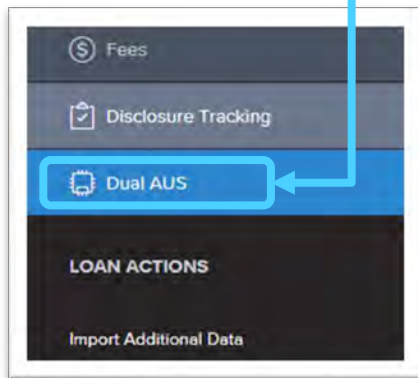 Fees
Disclosure Tracking
Dual AUS
LOAN ACTIONS
Import Additional Data